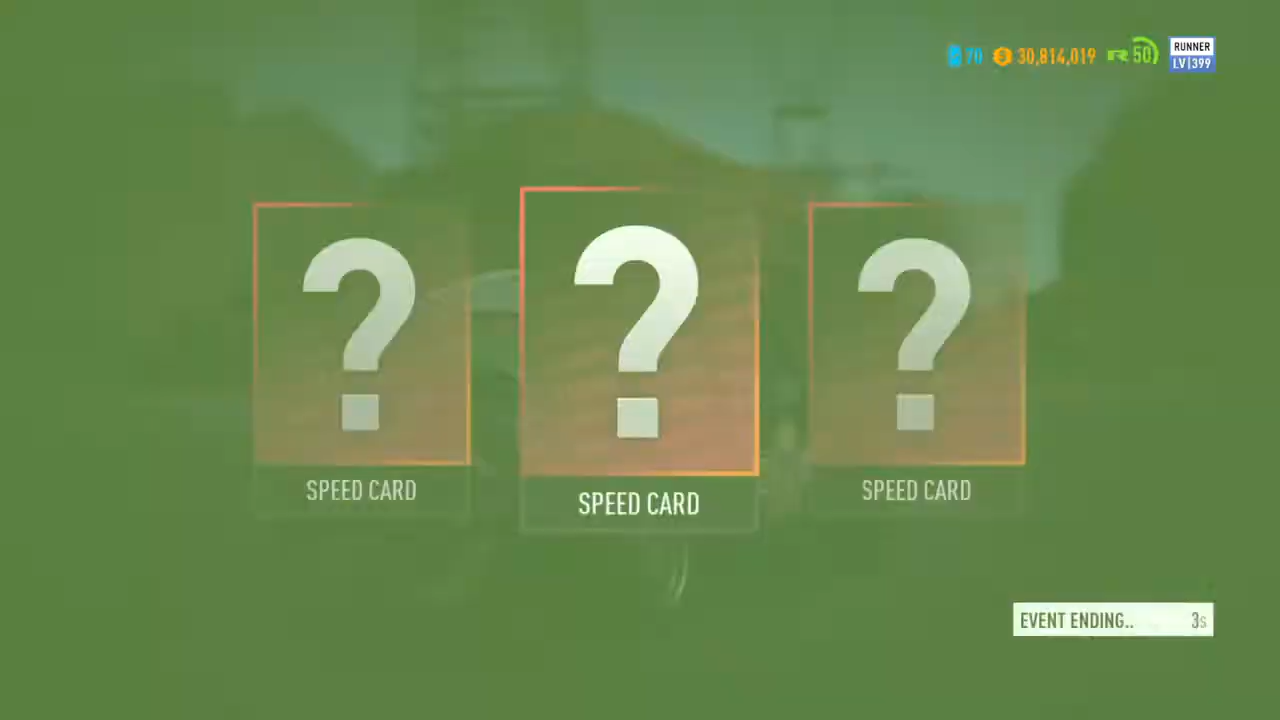 70 30,814,019 R 50 RUNNER
LV|399
? ? ?
SPEED CARD SPEED CARD SPEED CARD
EVENT ENDING.. 3s